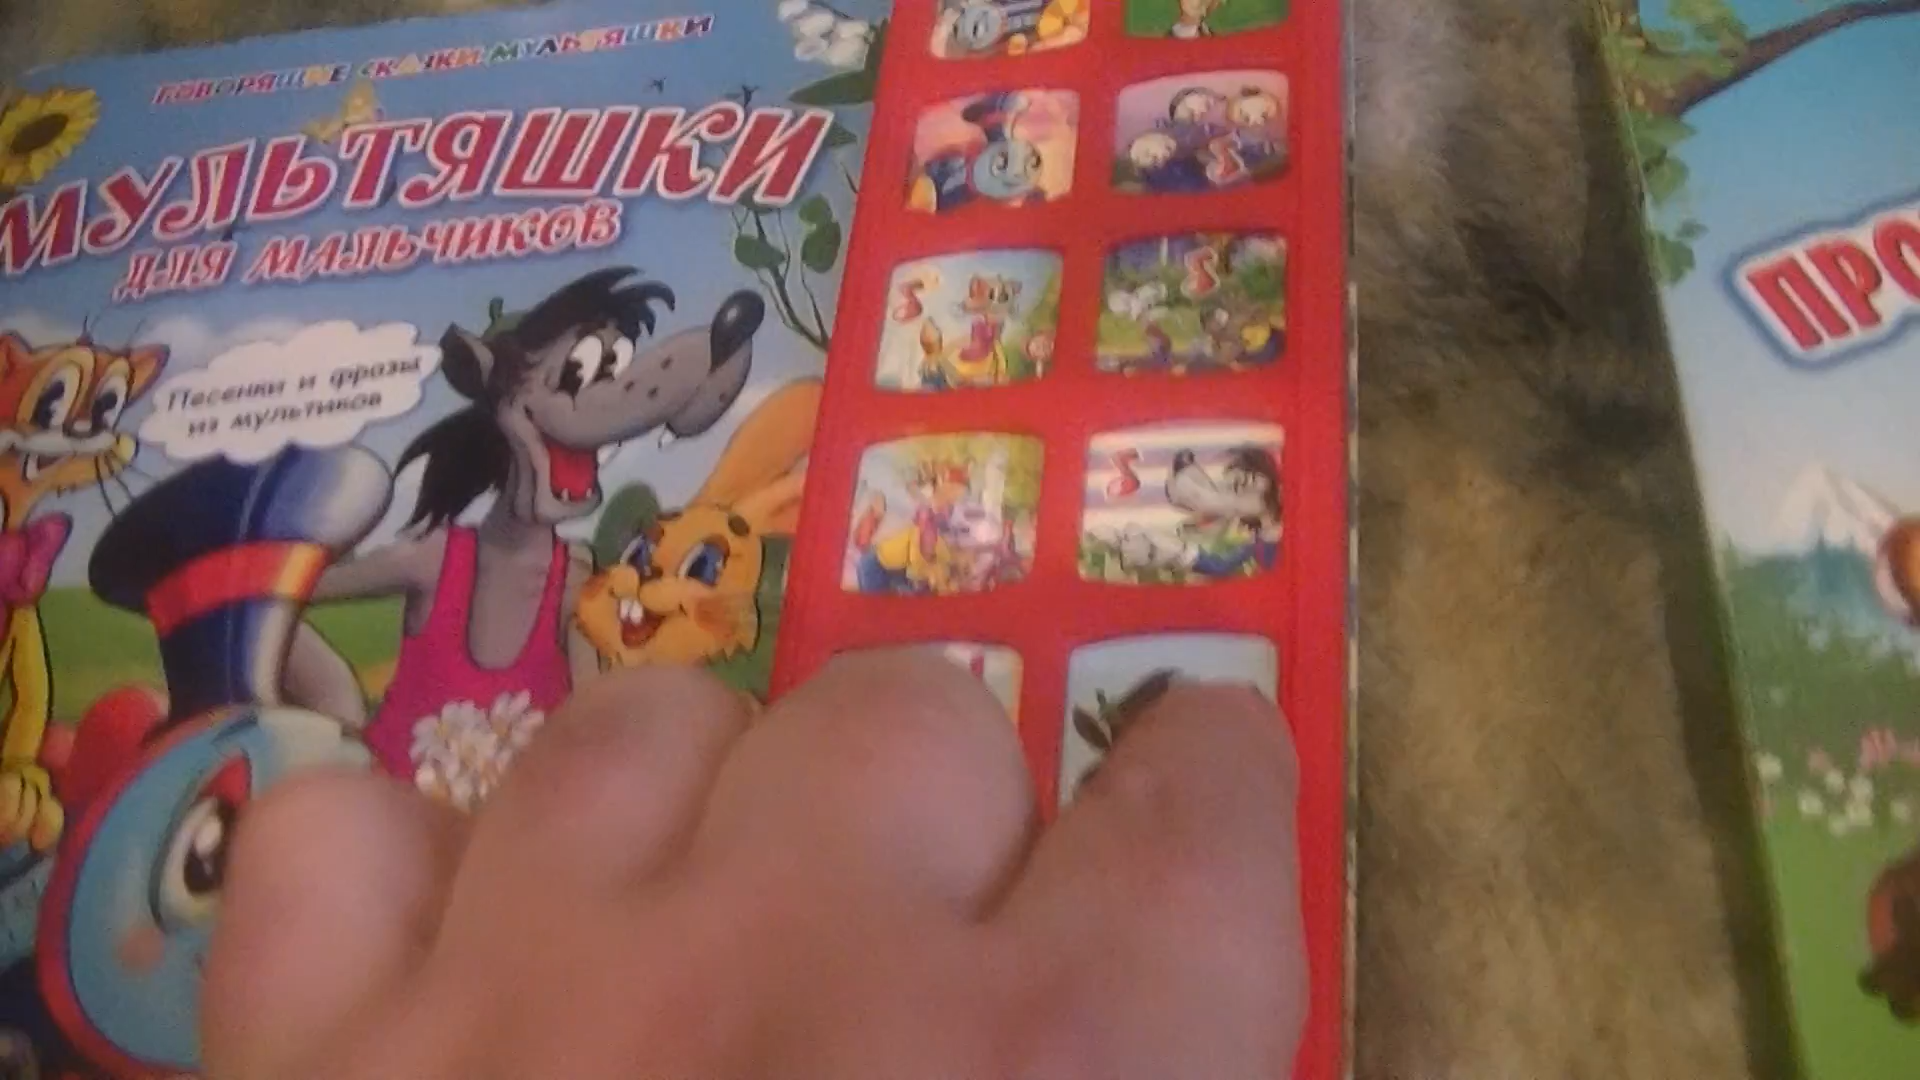 ГОВОРЯЩИЕ СКАЗКИ МУЛЬТЯШКИ
МУЛЬТЯШКИ
ДЛЯ МАЛЬЧИКОВ
Песенки и фразы
из мультиков